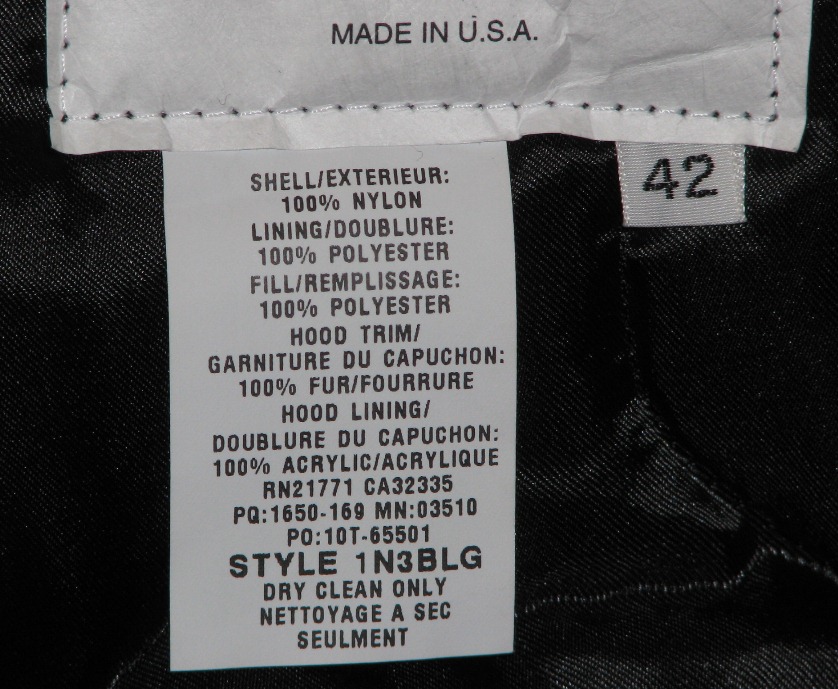 MADE IN U.S.A.
42
SHELL/EXTERIEUR:
100% NYLON
LINING/DOUBLURE:
100% POLYESTER
FILL/REMPLISSAGE:
100% POLYESTER
HOOD TRIM/
GARNITURE DU CAPUCHON:
100% FUR/FOURRURE
HOOD LINING/
DOUBLURE DU CAPUCHON:
100% ACRYLIC/ACRYLIQUE
RN21771 CA32335
PQ:1650-169 MN:03510
PO:10T-65501
STYLE 1N3BLG
DRY CLEAN ONLY
NETTOYAGE A SEC
SEULMENT